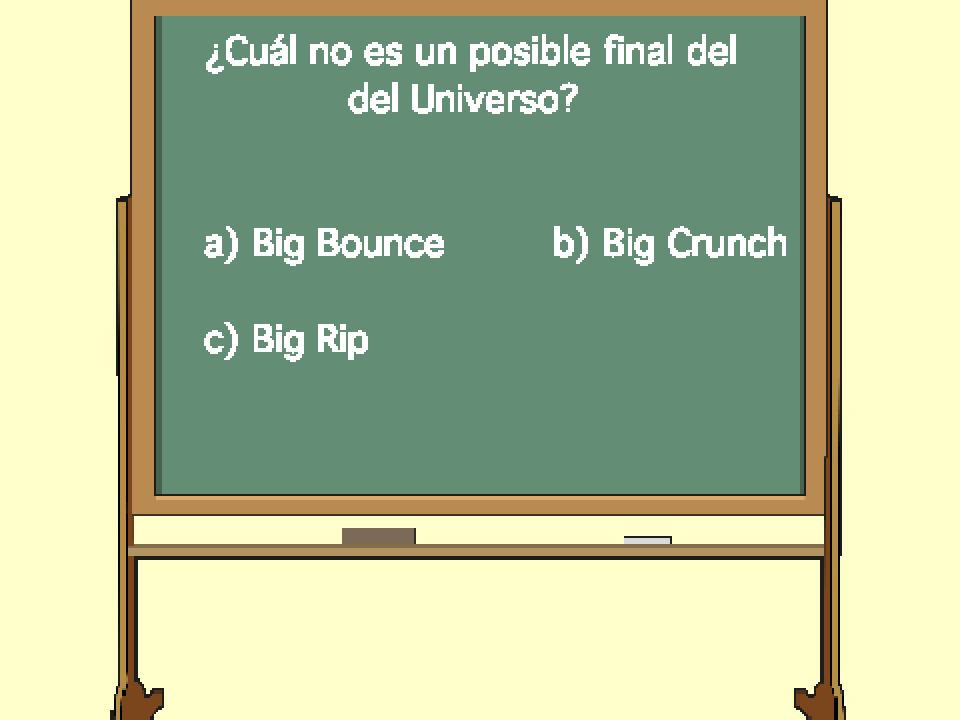 ¿Cuál no es un posible final del
del Universo?
a) Big Bounce b) Big Crunch
c) Big Rip